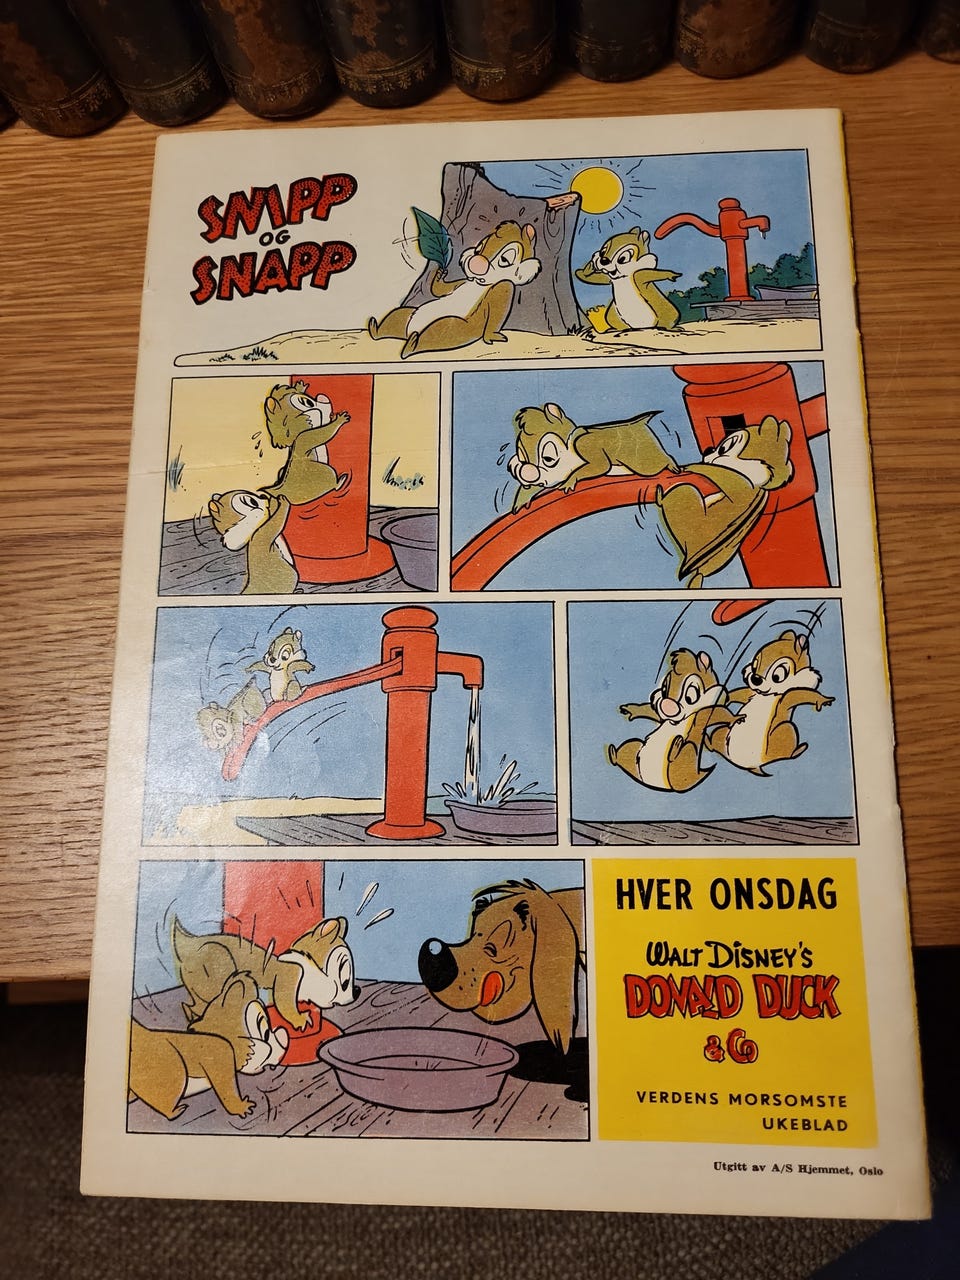 SNIPP
OG
SNAPP
HVER ONSDAG
WALT DISNEY'S
DONALD DUCK
& CO
VERDENS MORSOMSTE
UKEBLAD
Utgitt av A/S Hjemmet, Oslo